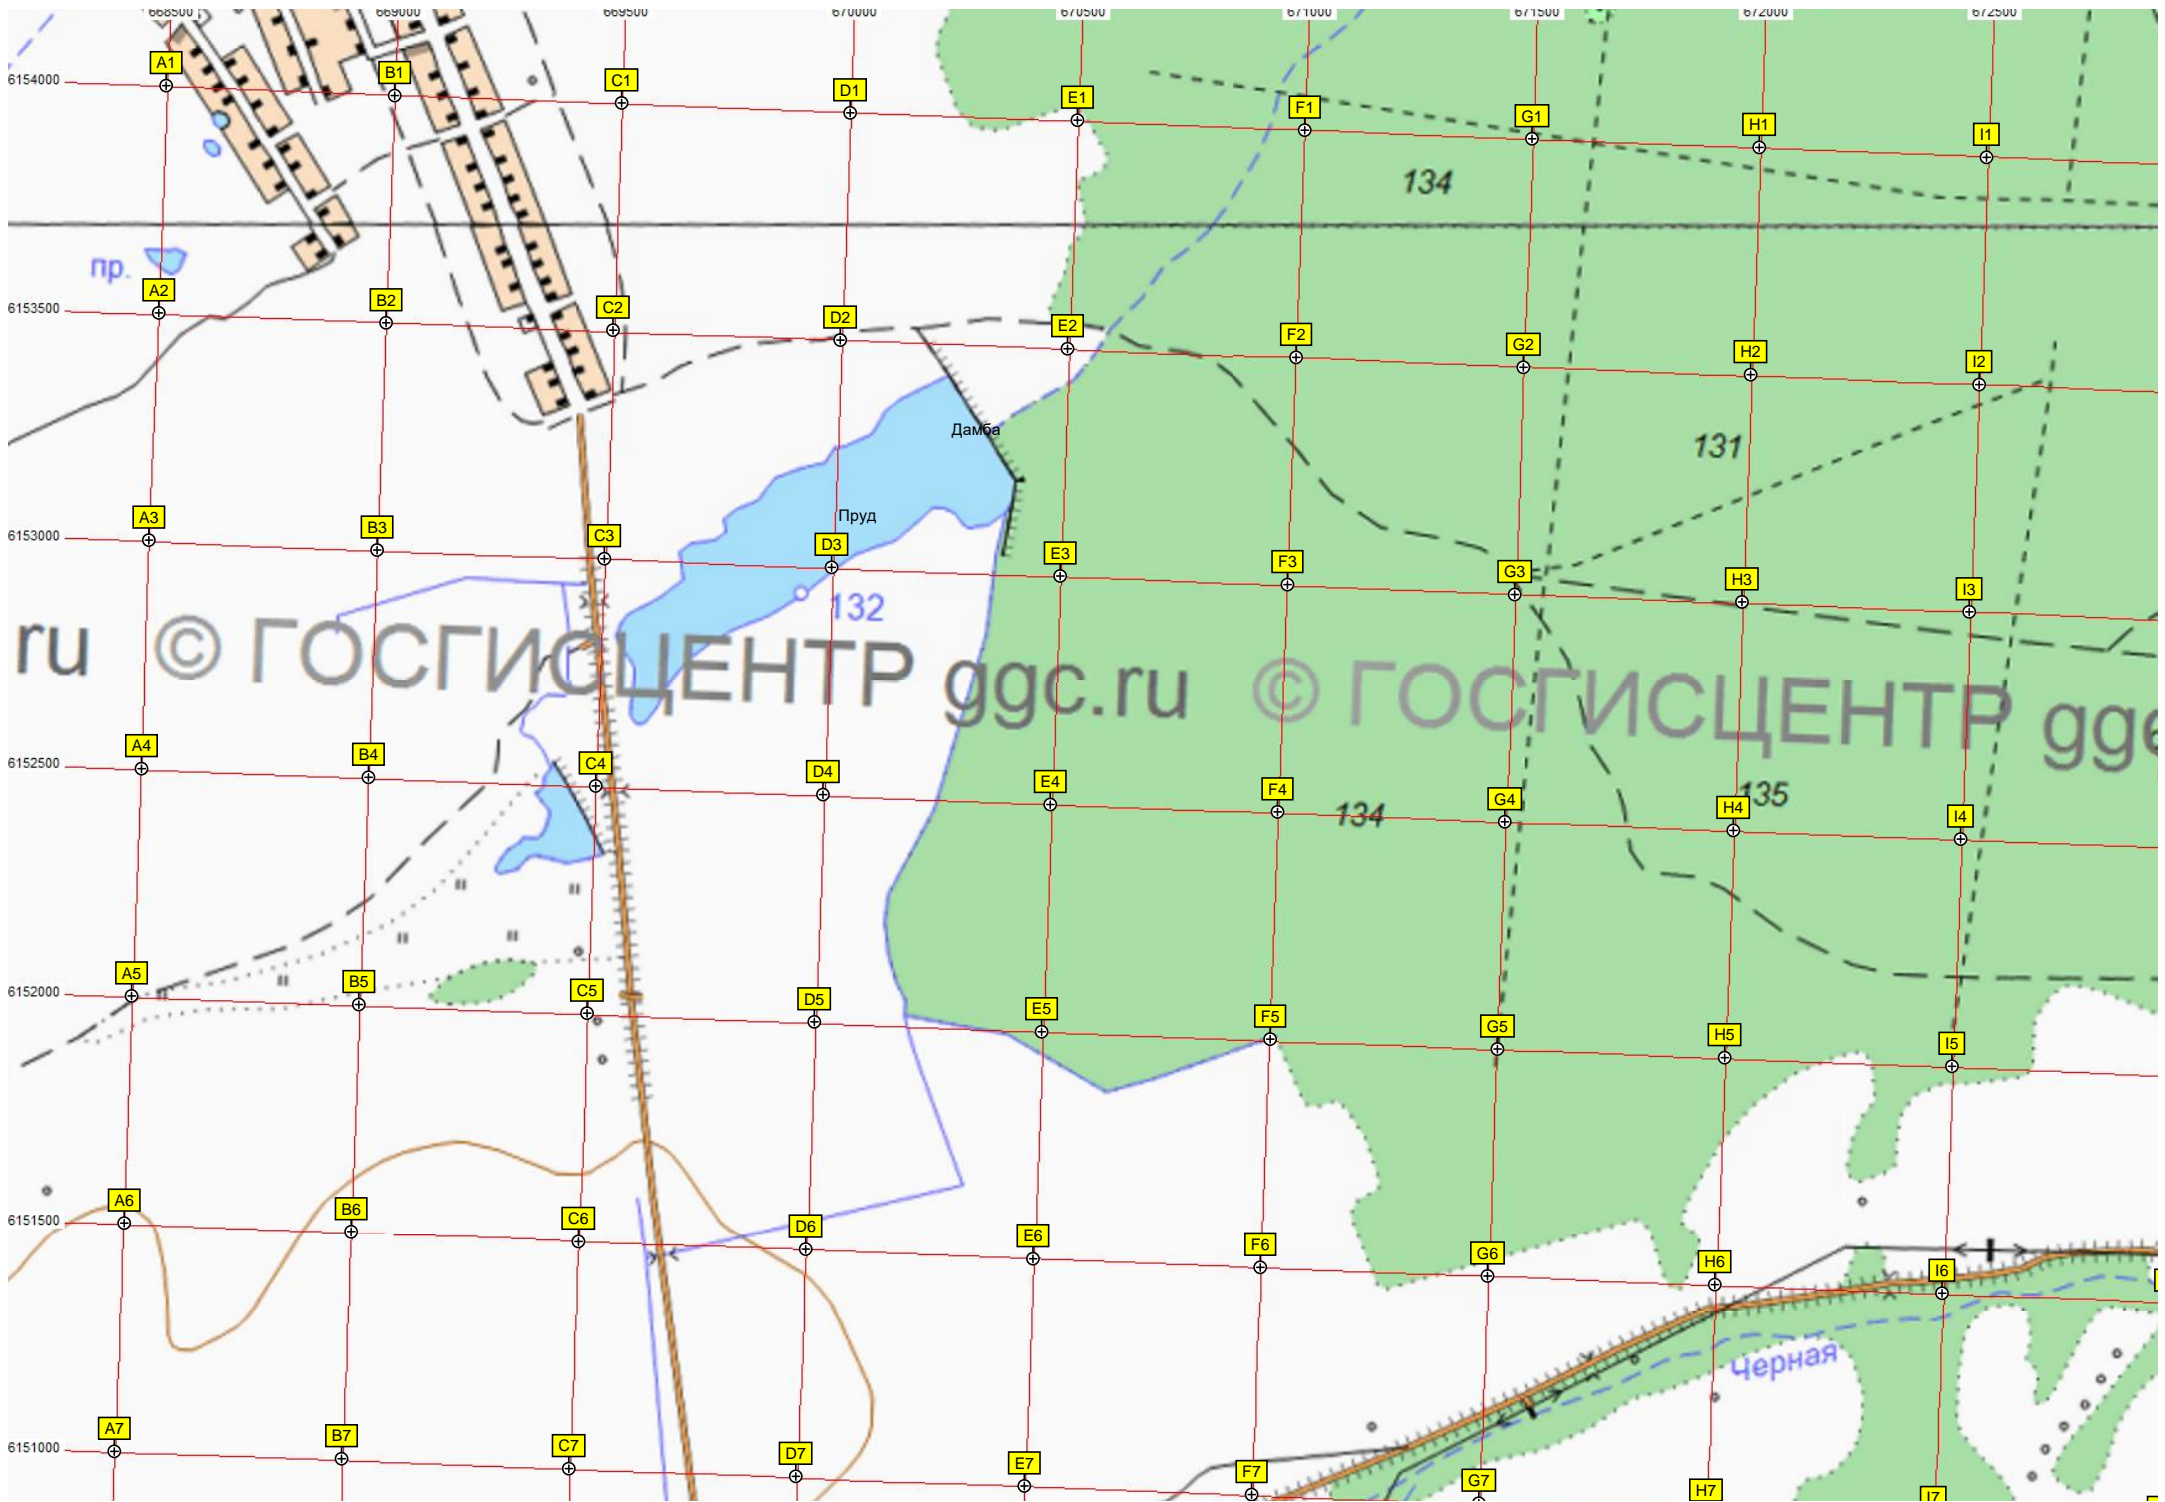 668500 669000 669500 670000 670500 671000 671500 672000 672500
A1 B1 C1 D1 E1 F1 G1 H1 I1
6154000
134
пр.
A2 B2 C2 D2 E2 F2 G2 H2 I2
6153500
Дамба
131
Пруд
A3 B3 C3 D3 E3 F3 G3 H3 I3
6153000
132
ru © ГОСГИСЦЕНТР ggc.ru © ГОСГИСЦЕНТР gg
A4 B4 C4 D4 E4 F4 G4 H4 I4
6152500
134
135
A5 B5 C5 D5 E5 F5 G5 H5 I5
6152000
A6 B6 C6 D6 E6 F6 G6 H6 I6
6151500
Черная
A7 B7 C7 D7 E7 F7 G7 H7 I7
6151000